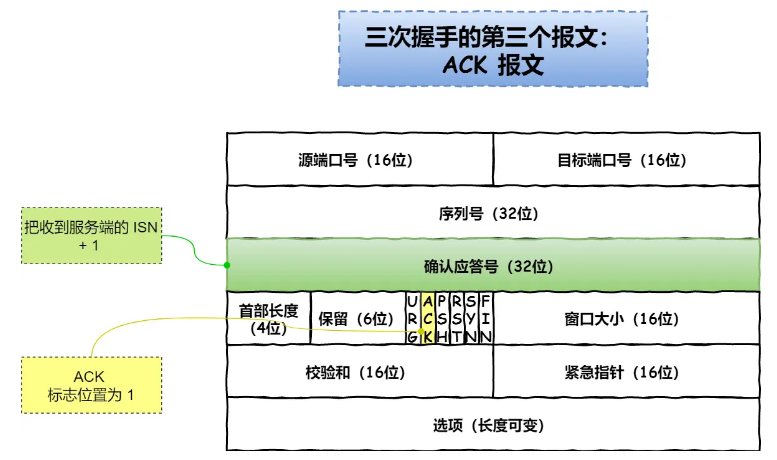 三次握手的第三个报文：
ACK 报文
源端口号（16位）
目标端口号（16位）
序列号（32位）
把收到服务端的 ISN
+ 1
确认应答号（32位）
首部长度
（4位）
保留（6位）
URG
ACK
PSH
RST
SYN
FIN
窗口大小（16位）
ACK
标志位置为 1
校验和（16位）
紧急指针（16位）
选项（长度可变）